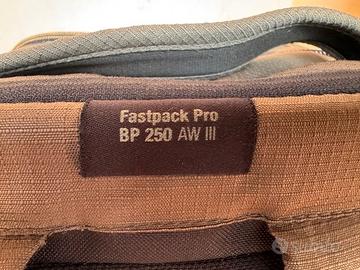 Fastpack Pro
BP 250 AW III